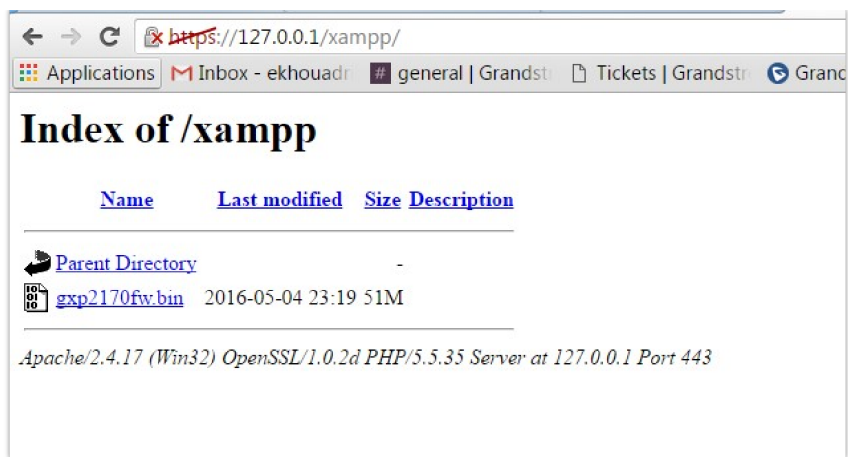 https://127.0.0.1/xampp/
Applications Inbox - ekhouadr # general | Grandst Tickets | Grandstr Grand
Index of /xampp
Name Last modified Size Description
Parent Directory -
gxp2170fw.bin 2016-05-04 23:19 51M
Apache/2.4.17 (Win32) OpenSSL/1.0.2d PHP/5.5.35 Server at 127.0.0.1 Port 443